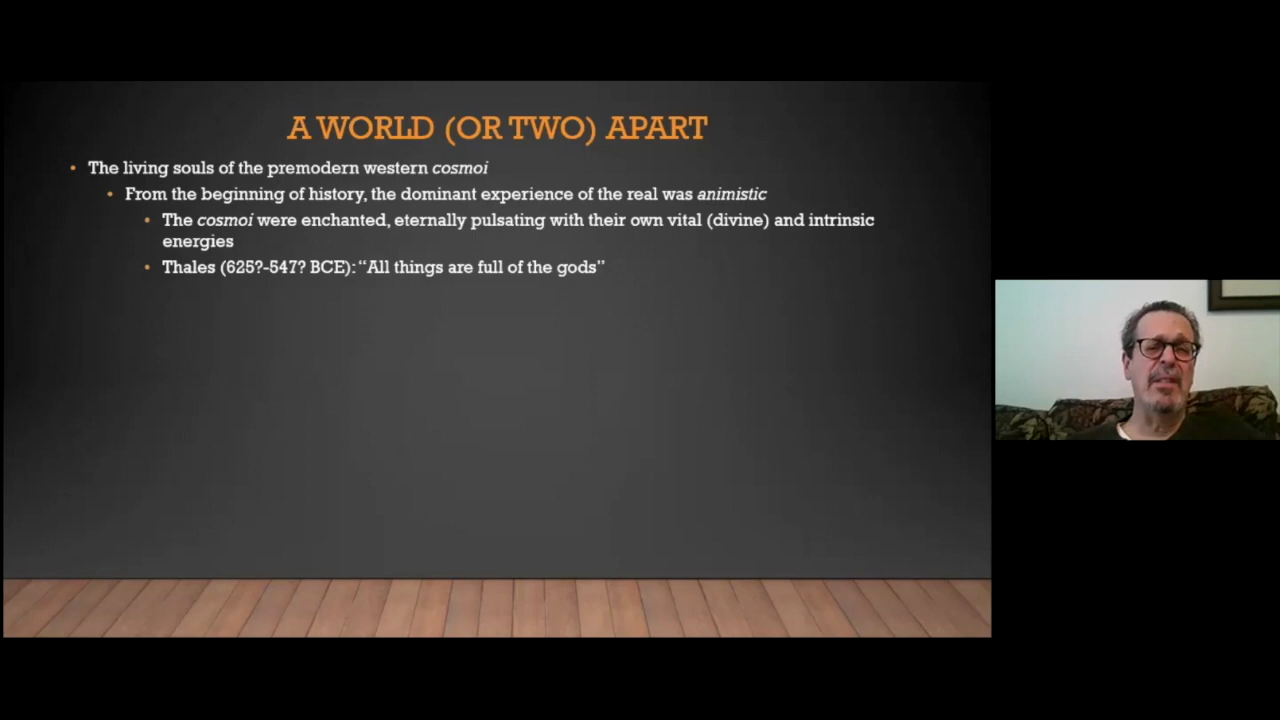 A WORLD (OR TWO) APART
• The living souls of the premodern western cosmoi
• From the beginning of history, the dominant experience of the real was animistic
• The cosmoi were enchanted, eternally pulsating with their own vital (divine) and intrinsic
energies
• Thales (625?-547? BCE): “All things are full of the gods”